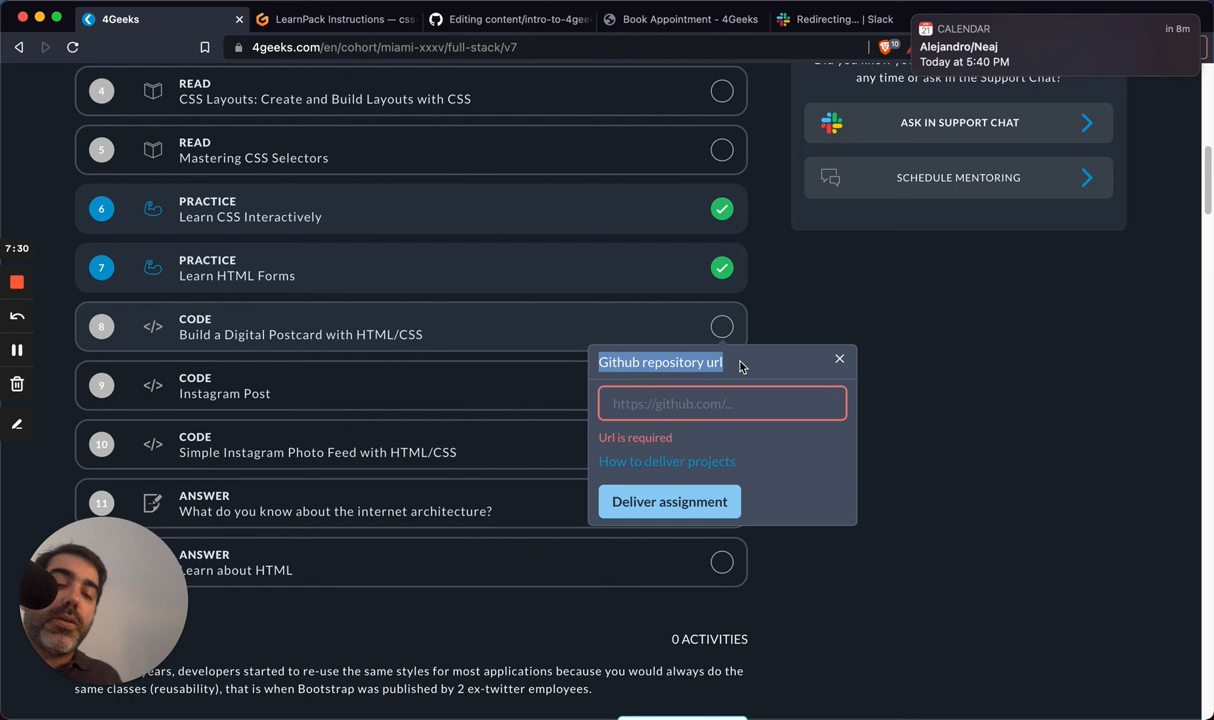 4Geeks
LearnPack Instructions — css-
Editing content/intro-to-4gee
Book Appointment - 4Geeks
Redirecting... | Slack
4geeks.com/en/cohort/miami-xxxv/full-stack/v7
10
CALENDAR
in 8m
21
Alejandro/Neaj
Today at 5:40 PM
any time or ask in the Support Chat?
ASK IN SUPPORT CHAT
SCHEDULE MENTORING
4
READ
CSS Layouts: Create and Build Layouts with CSS
5
READ
Mastering CSS Selectors
6
PRACTICE
Learn CSS Interactively
7:30
7
PRACTICE
Learn HTML Forms
8
</>
CODE
Build a Digital Postcard with HTML/CSS
Github repository url
https://github.com/...
Url is required
How to deliver projects
Deliver assignment
9
</>
CODE
Instagram Post
10
</>
CODE
Simple Instagram Photo Feed with HTML/CSS
11
ANSWER
What do you know about the internet architecture?
ANSWER
Learn about HTML
0 ACTIVITIES
years, developers started to re-use the same styles for most applications because you would always do the
same classes (reusability), that is when Bootstrap was published by 2 ex-twitter employees.